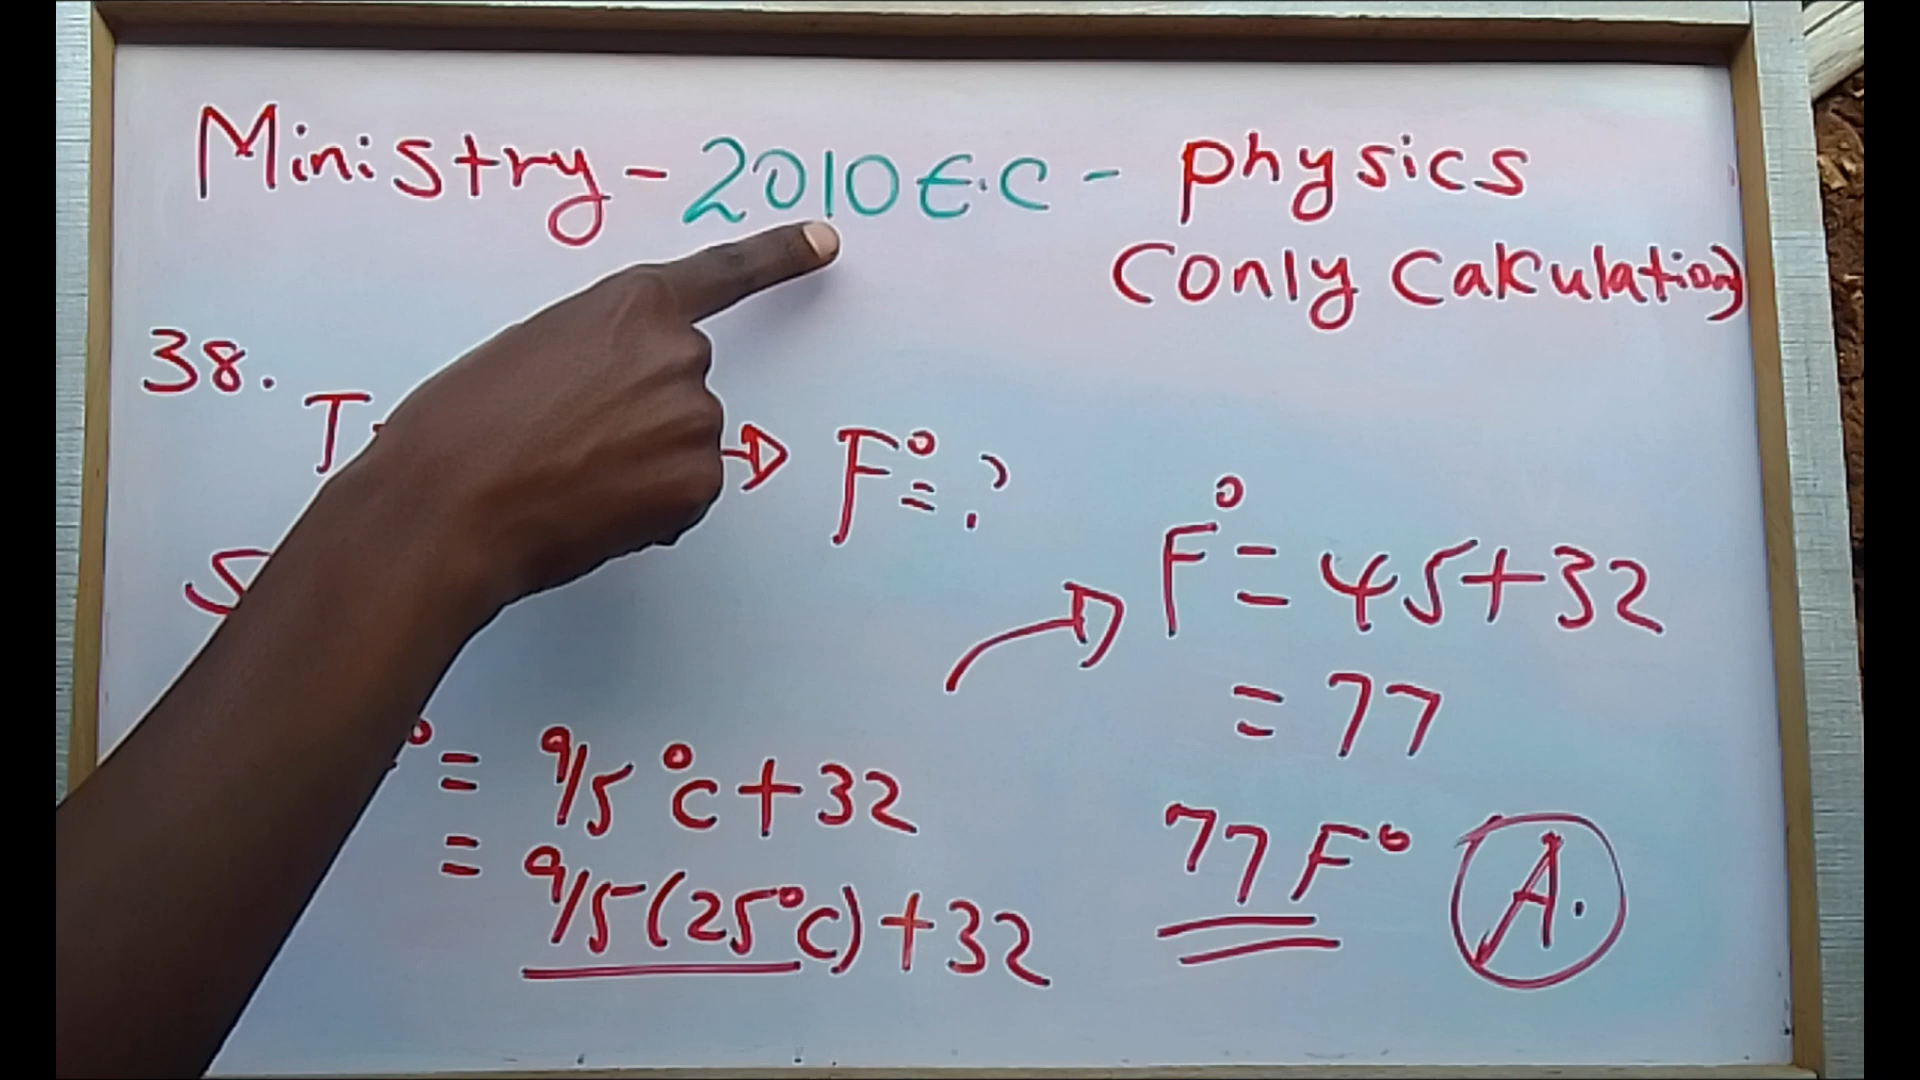 Ministry - 2010 E.C - Physics
(only Calculation)
38.
F° = ?
= 9/5 °C + 32
= 9/5 (25°C) + 32
F° = 45 + 32
= 77
77 F° A.